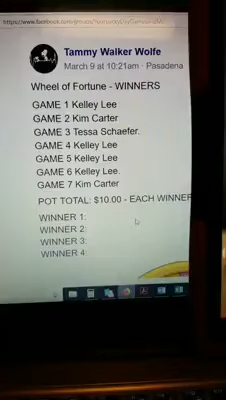 Tammy Walker Wolfe
March 9 at 10:21am · Pasadena
Wheel of Fortune - WINNERS
GAME 1 Kelley Lee
GAME 2 Kim Carter
GAME 3 Tessa Schaefer.
GAME 4 Kelley Lee
GAME 5 Kelley Lee
GAME 6 Kelley Lee.
GAME 7 Kim Carter
POT TOTAL: $10.00 - EACH WINNER
WINNER 1:
WINNER 2:
WINNER 3:
WINNER 4: